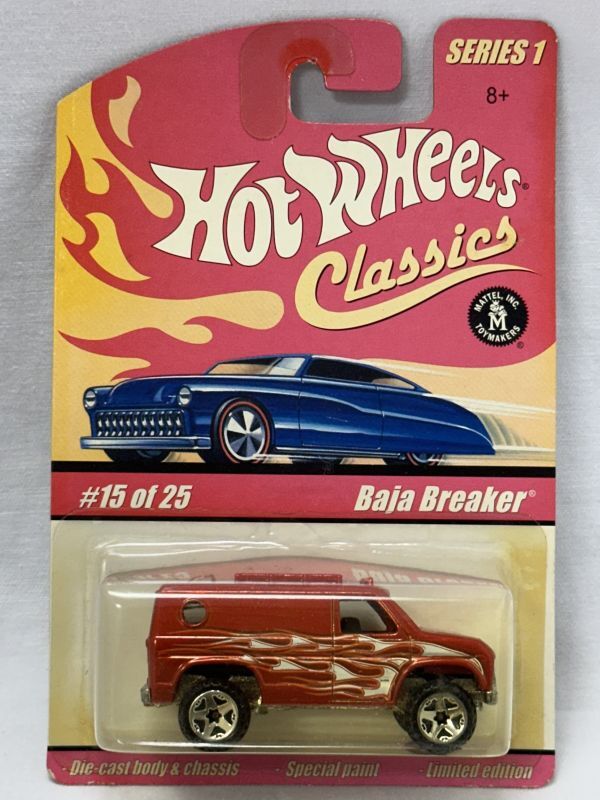 SERIES 1
8+
Hot Wheels®
Classics
MATTEL, INC.
M
TOYMAKERS
®
#15 of 25
Baja Breaker®
- Die-cast body & chassis - Special paint - Limited edition